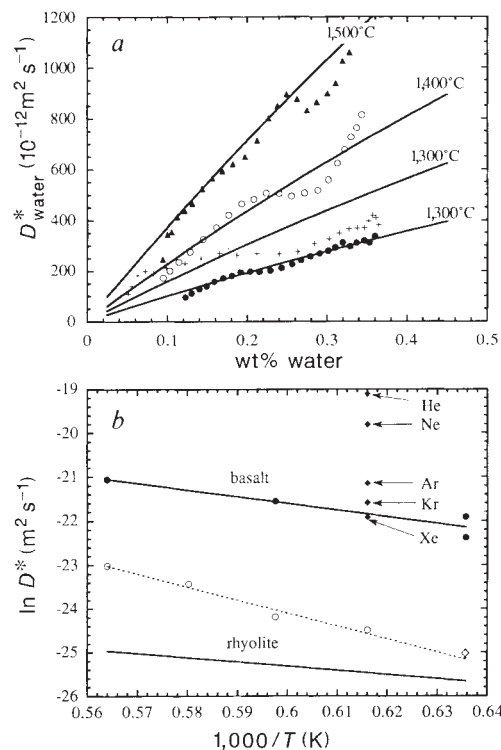 a
1,500°C
1,400°C
1,300°C
1,300°C
1200
1000
800
600
400
200
0
D*water (10⁻¹²m² s⁻¹)
0 0.1 0.2 0.3 0.4 0.5
wt% water
b
-19
-20
-21
-22
-23
-24
-25
-26
ln D* (m² s⁻¹)
He
Ne
basalt
Ar
Kr
Xe
rhyolite
0.56 0.57 0.58 0.59 0.60 0.61 0.62 0.63 0.64
1,000/T (K)